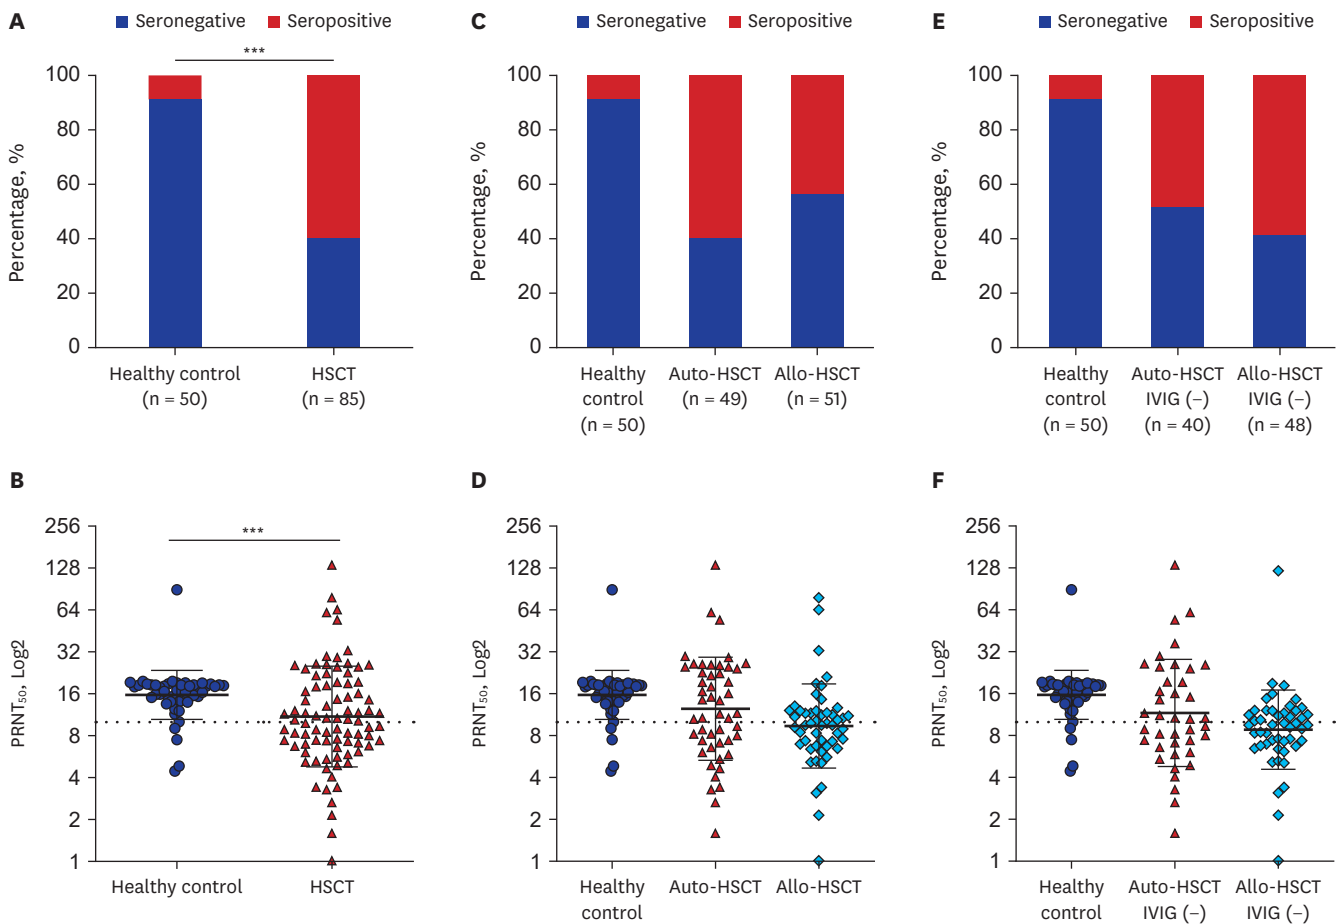 A
Seronegative Seropositive
***
Percentage, %
100
80
60
40
20
0
Healthy control
(n = 50)
HSCT
(n = 85)
C
Seronegative Seropositive
Percentage, %
100
80
60
40
20
0
Healthy
control
(n = 50)
Auto-HSCT
(n = 49)
Allo-HSCT
(n = 51)
E
Seronegative Seropositive
Percentage, %
100
80
60
40
20
0
Healthy
control
(n = 50)
Auto-HSCT
IVIG (−)
(n = 40)
Allo-HSCT
IVIG (−)
(n = 48)
B
***
PRNT₅₀, Log2
256
128
64
32
16
8
4
2
1
Healthy control
HSCT
D
PRNT₅₀, Log2
256
128
64
32
16
8
4
2
1
Healthy
control
Auto-HSCT
Allo-HSCT
F
PRNT₅₀, Log2
256
128
64
32
16
8
4
2
1
Healthy
control
Auto-HSCT
IVIG (−)
Allo-HSCT
IVIG (−)